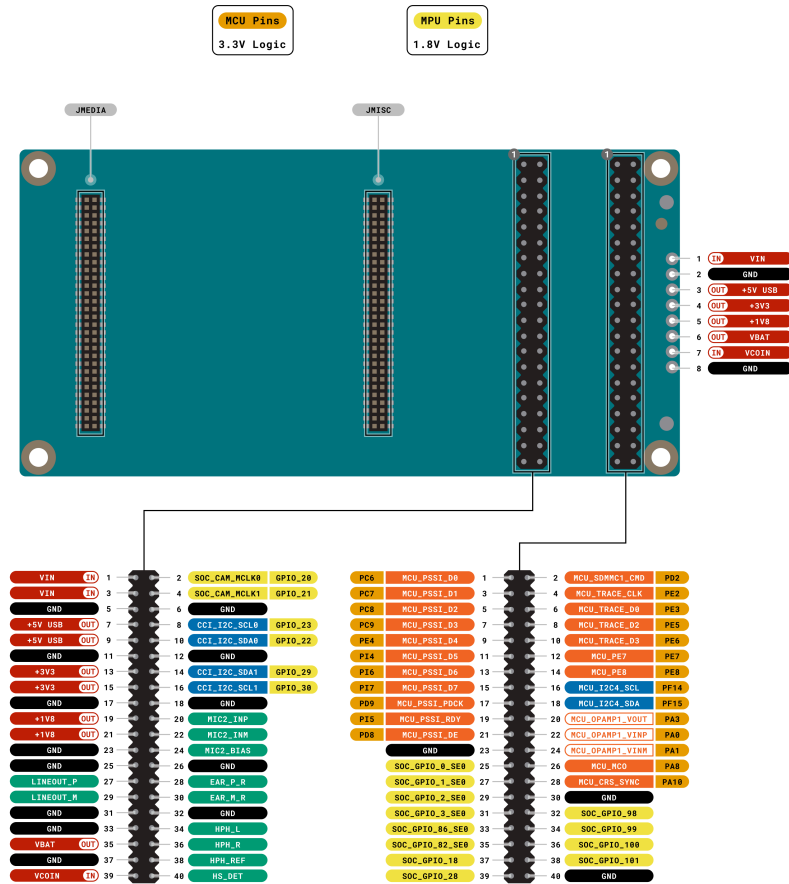 MCU Pins
3.3V Logic
MPU Pins
1.8V Logic
JMEDIA
JMISC
1
1
1 IN VIN
2 GND
3 OUT +5V USB
4 OUT +3V3
5 OUT +1V8
6 OUT VBAT
7 IN VCOIN
8 GND
VIN IN 1 2 SOC_CAM_MCLK0 GPIO_20
VIN IN 3 4 SOC_CAM_MCLK1 GPIO_21
GND 5 6 GND
+5V USB OUT 7 8 CCI_I2C_SCL0 GPIO_23
+5V USB OUT 9 10 CCI_I2C_SDA0 GPIO_22
GND 11 12 GND
+3V3 OUT 13 14 CCI_I2C_SDA1 GPIO_29
+3V3 OUT 15 16 CCI_I2C_SCL1 GPIO_30
GND 17 18 GND
+1V8 OUT 19 20 MIC2_INP
+1V8 OUT 21 22 MIC2_INM
GND 23 24 MIC2_BIAS
GND 25 26 GND
LINEOUT_P 27 28 EAR_P_R
LINEOUT_M 29 30 EAR_M_R
GND 31 32 GND
GND 33 34 HPH_L
VBAT OUT 35 36 HPH_R
GND 37 38 HPH_REF
VCOIN IN 39 40 HS_DET
PC6 MCU_PSSI_D0 1 2 MCU_SDMMC1_CMD PD2
PC7 MCU_PSSI_D1 3 4 MCU_TRACE_CLK PE2
PC8 MCU_PSSI_D2 5 6 MCU_TRACE_D0 PE3
PC9 MCU_PSSI_D3 7 8 MCU_TRACE_D2 PE5
PE4 MCU_PSSI_D4 9 10 MCU_TRACE_D3 PE6
PI4 MCU_PSSI_D5 11 12 MCU_PE7 PE7
PI6 MCU_PSSI_D6 13 14 MCU_PE8 PE8
PI7 MCU_PSSI_D7 15 16 MCU_I2C4_SCL PF14
PD9 MCU_PSSI_PDCK 17 18 MCU_I2C4_SDA PF15
PI5 MCU_PSSI_RDY 19 20 MCU_OPAMP1_VOUT PA3
PD8 MCU_PSSI_DE 21 22 MCU_OPAMP1_VINP PA0
GND 23 24 MCU_OPAMP1_VINM PA1
SOC_0_SE0 25 26 MCU_MCO PA8
SOC_GPIO_1_SE0 27 28 MCU_CRS_SYNC PA10
SOC_GPIO_2_SE0 29 30 GND
SOC_GPIO_3_SE0 31 32 SOC_GPIO_98
SOC_GPIO_86_SE0 33 34 SOC_GPIO_99
SOC_GPIO_82_SE0 35 36 SOC_GPIO_100
SOC_GPIO_18 37 38 SOC_GPIO_101
SOC_GPIO_28 39 40 GND